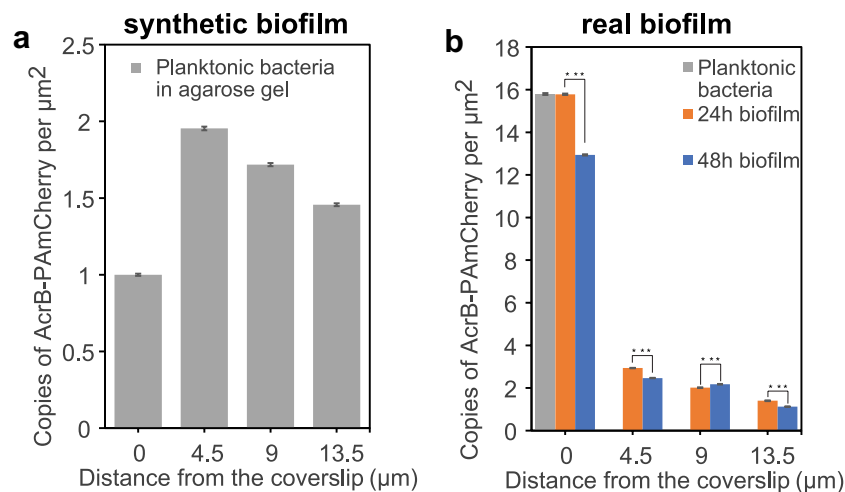 a
synthetic biofilm
Copies of AcrB-PAmCherry per µm2
2.5
2
1.5
1
0.5
0
Planktonic bacteria
in agarose gel
0 4.5 9 13.5
Distance from the coverslip (µm)
b
real biofilm
Copies of AcrB-PAmCherry per µm2
18
16
14
12
10
8
6
4
2
0
Planktonic
bacteria
24h biofilm
48h biofilm
***
***
***
***
0 4.5 9 13.5
Distance from the coverslip (µm)